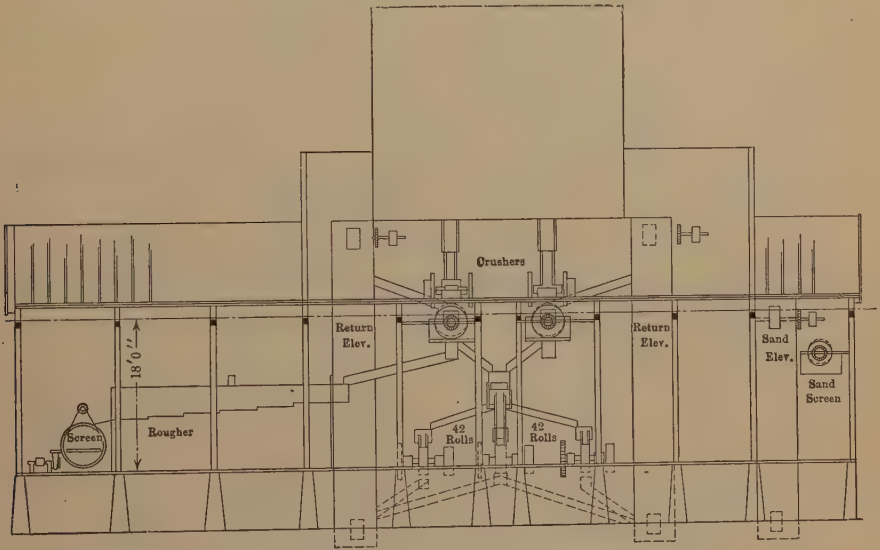 Crushers
Return
Elev.
Return
Elev.
Sand
Elev.
Sand
Screen
18'0"
Screen
Rougher
42
Rolls
42
Rolls